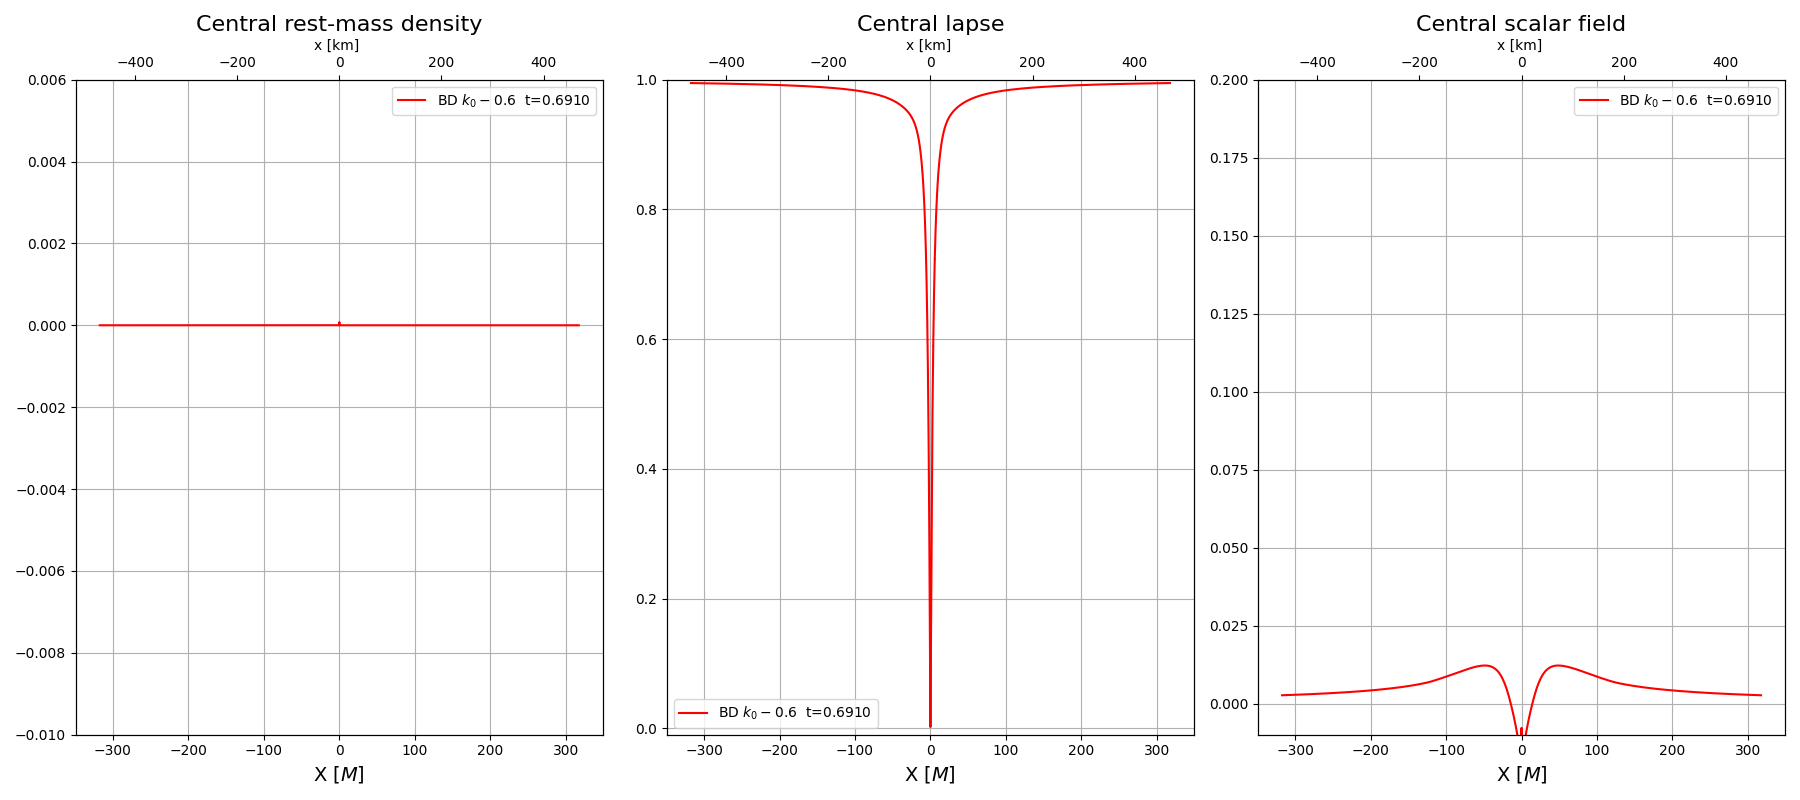 Central rest-mass density
x [km]
−400 −200 0 200 400
0.006
0.004
0.002
0.000
−0.002
−0.004
−0.006
−0.008
−0.010
BD k₀ − 0.6 t=0.6910
−300 −200 −100 0 100 200 300
X [M]
Central lapse
x [km]
−400 −200 0 200 400
1.0
0.8
0.6
0.4
0.2
0.0
BD k₀ − 0.6 t=0.6910
−300 −200 −100 0 100 200 300
X [M]
Central scalar field
x [km]
−400 −200 0 200 400
0.200
0.175
0.150
0.125
0.100
0.075
0.050
0.025
0.000
BD k₀ − 0.6 t=0.6910
−300 −200 −100 0 100 200 300
X [M]